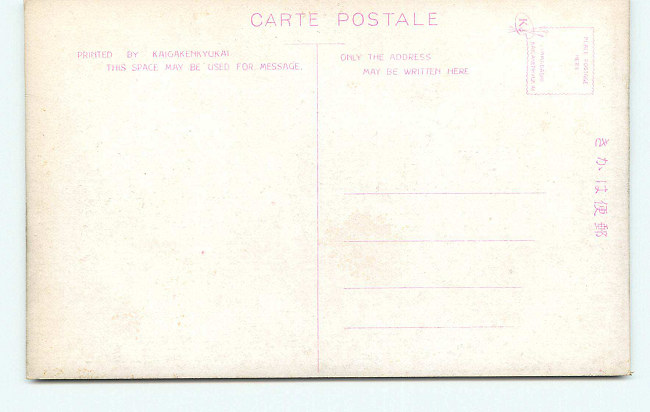 CARTE POSTALE
PRINTED BY KAIGAKENKYUKAI
THIS SPACE MAY BE USED FOR MESSAGE.
ONLY THE ADDRESS
MAY BE WRITTEN HERE
PLACE POSTAGE
HERE
KAIGAKENKYUKAI
きかは便郵